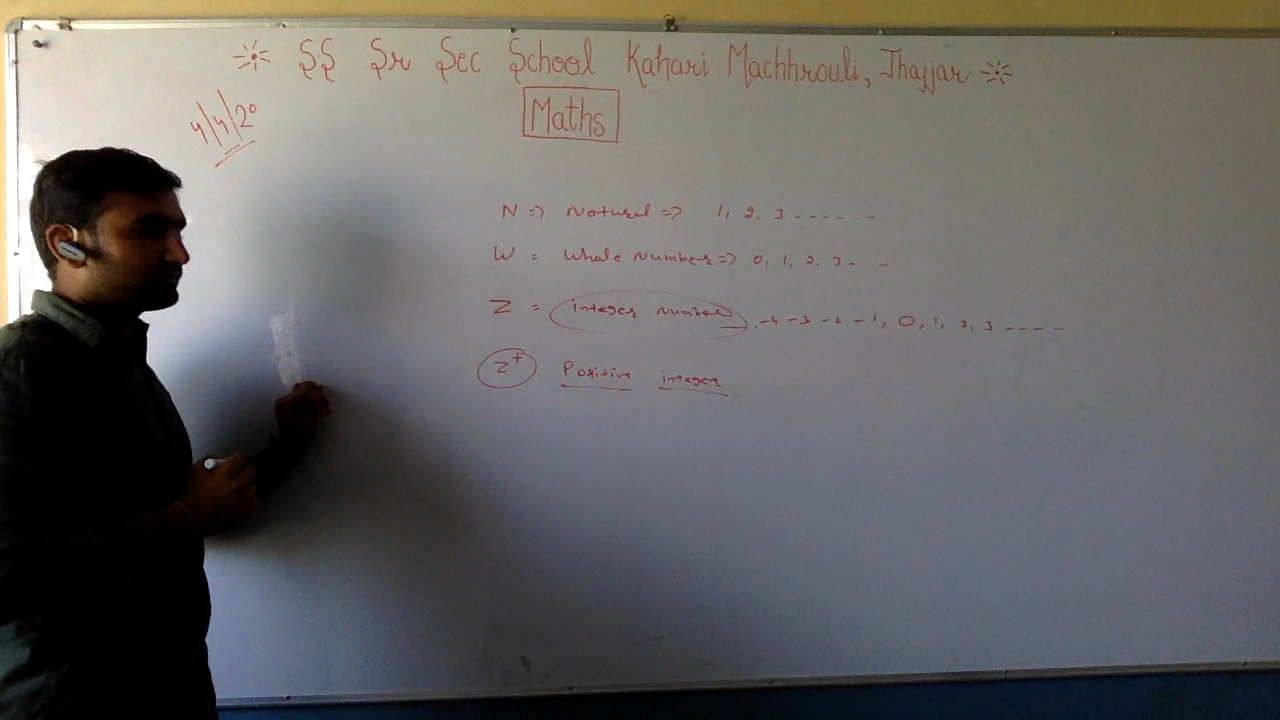 SS Sr Sec School Kahari Machhrouli, Jhajjar
Maths
4/4/20
N => Natural => 1, 2, 3 ------
W = Whole Number => 0, 1, 2, 3 - -
Z = Integer Number -4 -3 -2 -1, 0, 1, 2, 3 ----
Z+ Positive integer